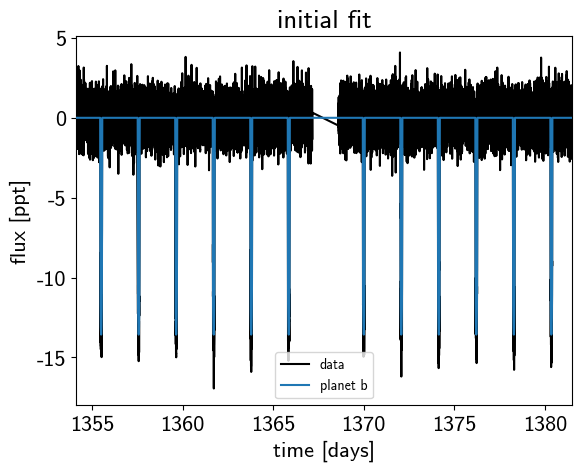 initial fit
5
0
-5
-10
-15
flux [ppt]
data
planet b
1355 1360 1365 1370 1375 1380
time [days]